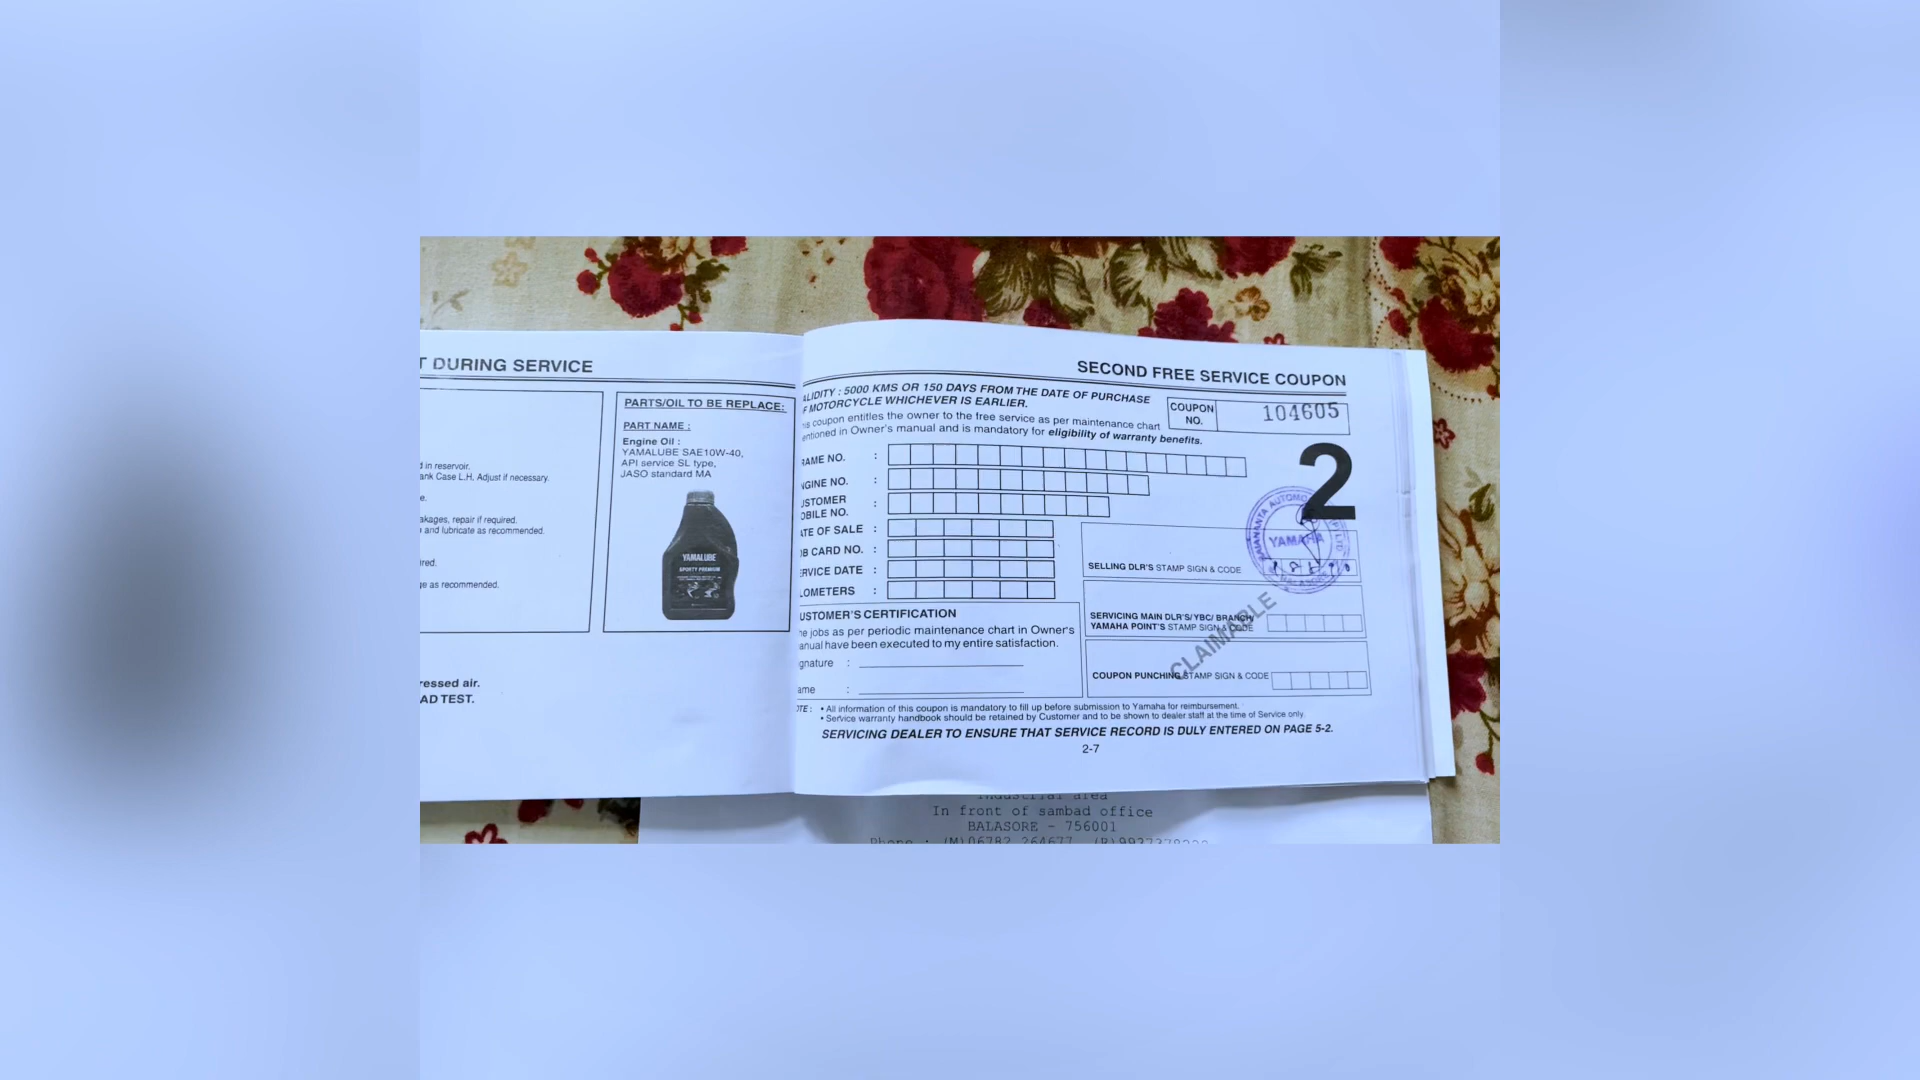 T DURING SERVICE
d in reservoir.
ank Case L.H. Adjust if necessary.
e.
akages, repair if required.
and lubricate as recommended.
ired.
ge as recommended.
ressed air.
AD TEST.
PARTS/OIL TO BE REPLACE:
PART NAME :
Engine Oil :
YAMALUBE SAE10W-40,
API service SL type,
JASO standard MA
YAMALUBE
SPORTY PREMIUM
SECOND FREE SERVICE COUPON
ALIDITY : 5000 KMS OR 150 DAYS FROM THE DATE OF PURCHASE
F MOTORCYCLE WHICHEVER IS EARLIER.
is coupon entitles the owner to the free service as per maintenance chart
entioned in Owner's manual and is mandatory for eligibility of warranty benefits.
COUPON NO. 104605
2
RAME NO. :
NGINE NO. :
USTOMER
OBILE NO. :
ATE OF SALE :
OB CARD NO. :
ERVICE DATE :
LOMETERS :
YAMAHA
SELLING DLR'S STAMP SIGN & CODE
SERVICING MAIN DLR'S/YBC/ BRANCH/
YAMAHA POINT'S STAMP SIGN & CODE
CLAIMABLE
COUPON PUNCHING STAMP SIGN & CODE
USTOMER'S CERTIFICATION
he jobs as per periodic maintenance chart in Owner's
anual have been executed to my entire satisfaction.
gnature :
ame :
OTE : • All information of this coupon is mandatory to fill up before submission to Yamaha for reimbursement.
• Service warranty handbook should be retained by Customer and to be shown to dealer staff at the time of Service only.
SERVICING DEALER TO ENSURE THAT SERVICE RECORD IS DULY ENTERED ON PAGE 5-2.
2-7
Industrial area
In front of sambad office
BALASORE - 756001
Phone : (M)06782 264677